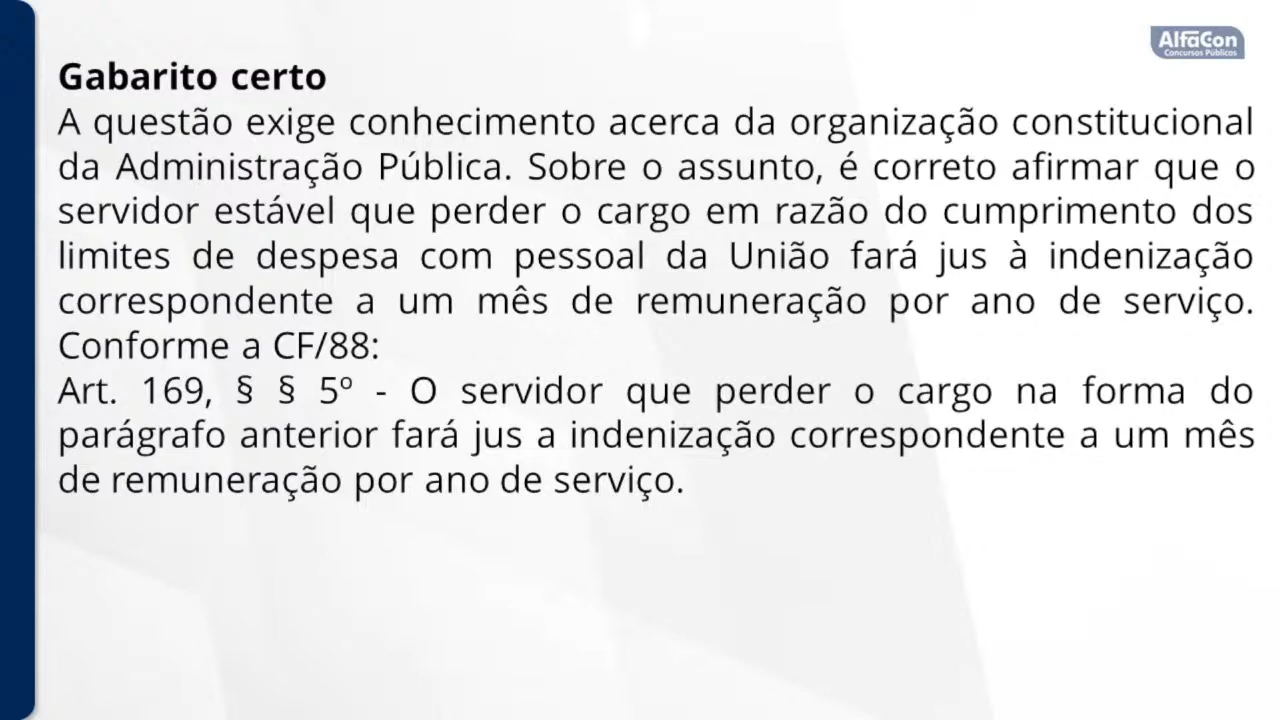 AlfaCon
Concursos Públicos
Gabarito certo
A questão exige conhecimento acerca da organização constitucional
da Administração Pública. Sobre o assunto, é correto afirmar que o
servidor estável que perder o cargo em razão do cumprimento dos
limites de despesa com pessoal da União fará jus à indenização
correspondente a um mês de remuneração por ano de serviço.
Conforme a CF/88:
Art. 169, § § 5º - O servidor que perder o cargo na forma do
parágrafo anterior fará jus a indenização correspondente a um mês
de remuneração por ano de serviço.